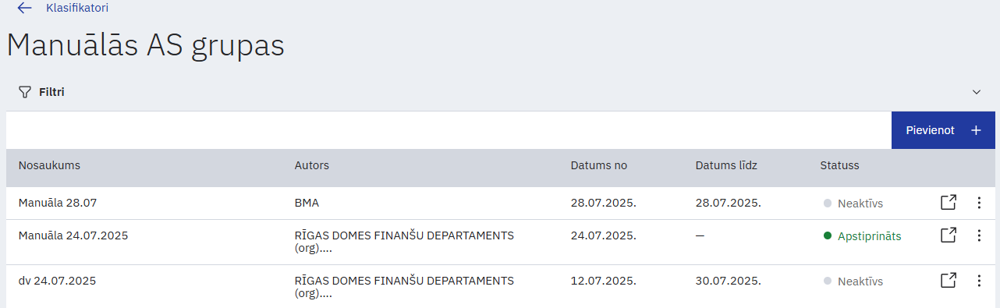 Klasifikatori
Manuālās AS grupas
Filtri
Pievienot
Nosaukums Autors Datums no Datums līdz Statuss
Manuāla 28.07 BMA 28.07.2025. 28.07.2025. Neaktīvs
Manuāla 24.07.2025 RĪGAS DOMES FINANŠU DEPARTAMENTS 24.07.2025. — Apstiprināts
(org)....
dv 24.07.2025 RĪGAS DOMES FINANŠU DEPARTAMENTS 12.07.2025. 30.07.2025. Neaktīvs
(org)....